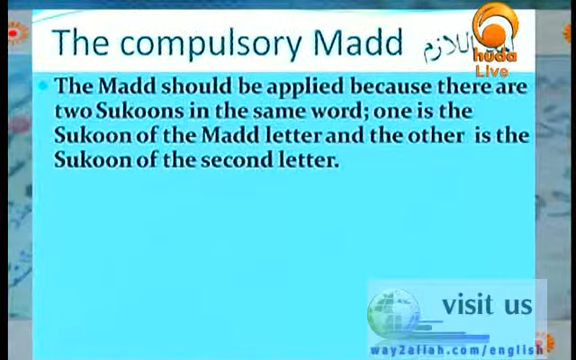 The compulsory Madd اللازم
huda
Live
The Madd should be applied because there are
two Sukoons in the same word; one is the
Sukoon of the Madd letter and the other is the
Sukoon of the second letter.
visit us
way2allah.com/english